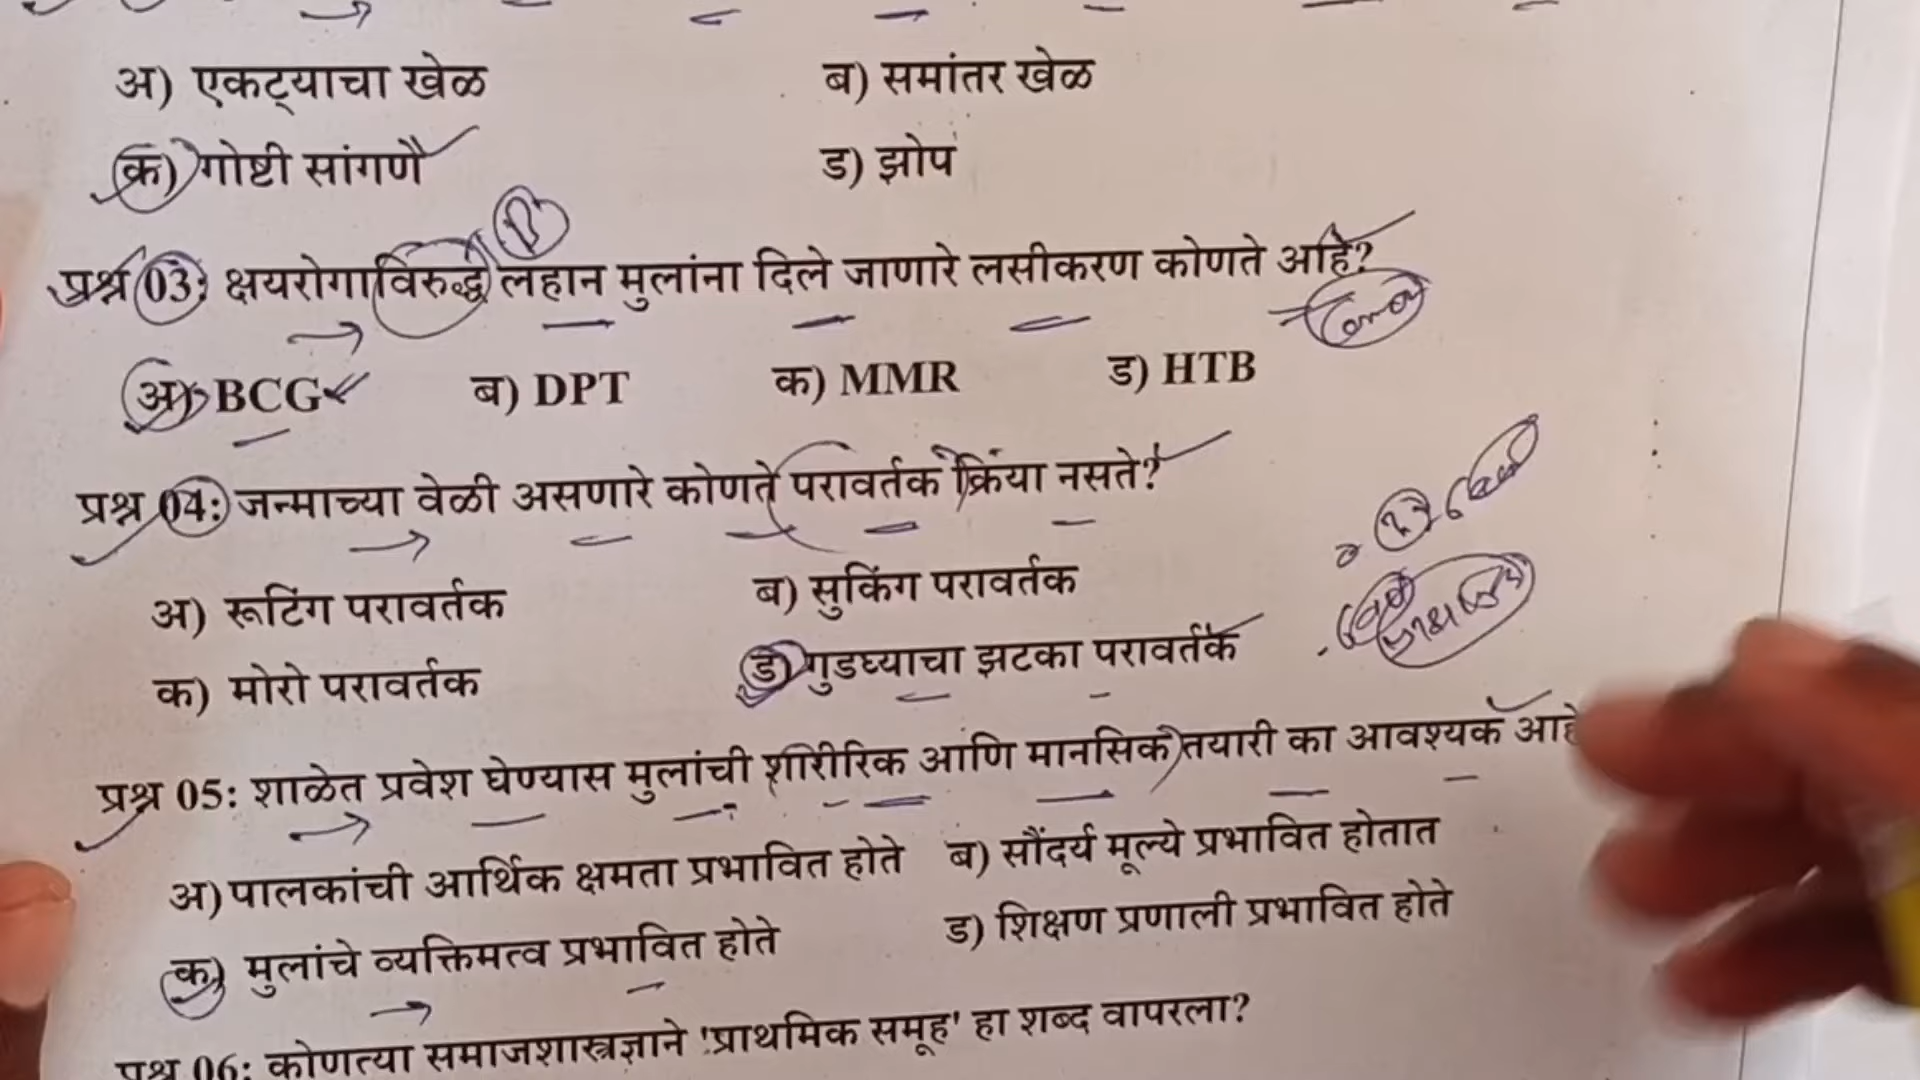 अ) एकट्याचा खेळ ब) समांतर खेळ
क) गोष्टी सांगणे ड) झोप
प्रश्न 03: क्षयरोगाविरुद्ध लहान मुलांना दिले जाणारे लसीकरण कोणते आहे?
अ) BCG ब) DPT क) MMR ड) HTB
प्रश्न 04: जन्माच्या वेळी असणारे कोणते परावर्तक क्रिया नसते?
अ) रूटिंग परावर्तक ब) सुकिंग परावर्तक
क) मोरो परावर्तक ड) गुडघ्याचा झटका परावर्तक
प्रश्न 05: शाळेत प्रवेश घेण्यास मुलांची शारीरिक आणि मानसिक तयारी का आवश्यक आहे
अ) पालकांची आर्थिक क्षमता प्रभावित होते ब) सौंदर्य मूल्ये प्रभावित होतात
क) मुलांचे व्यक्तिमत्व प्रभावित होते ड) शिक्षण प्रणाली प्रभावित होते
प्रश्न 06: कोणत्या समाजशास्त्रज्ञाने 'प्राथमिक समूह' हा शब्द वापरला?